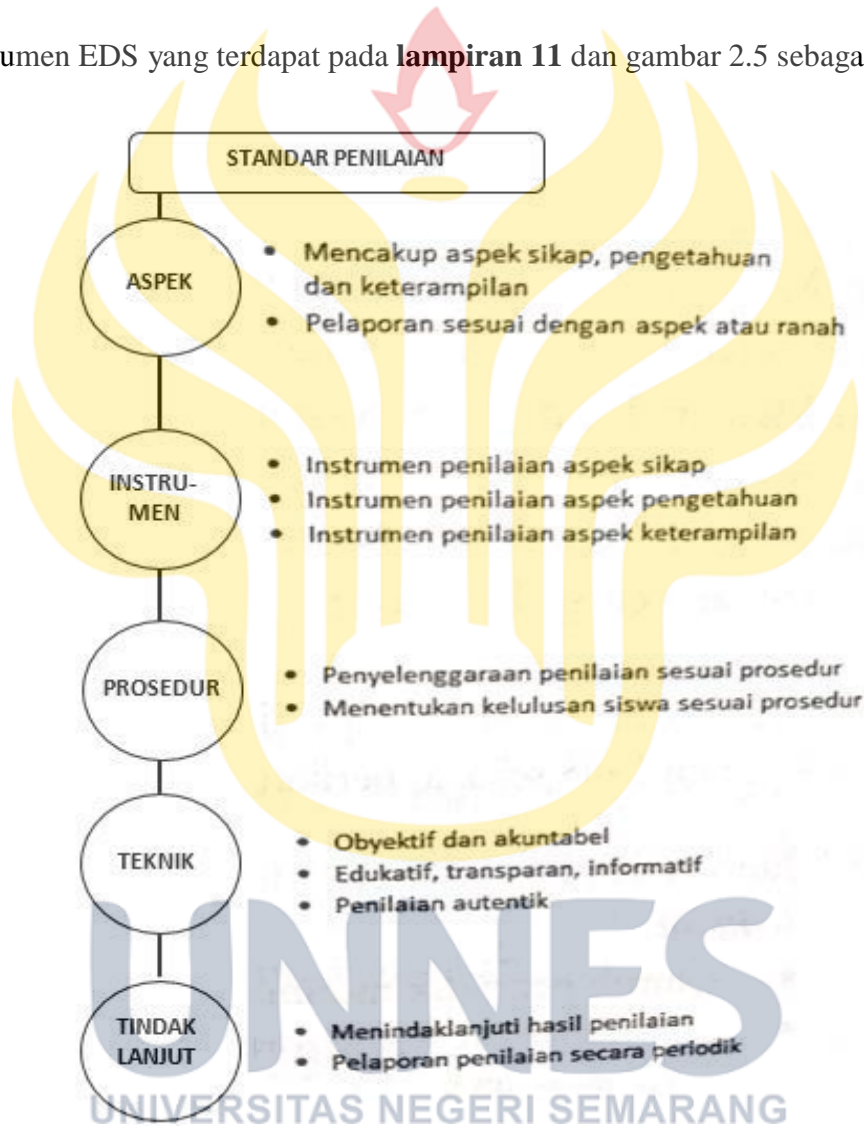 umen EDS yang terdapat pada lampiran 11 dan gambar 2.5 sebaga
STANDAR PENILAIAN
ASPEK
• Mencakup aspek sikap, pengetahuan
dan keterampilan
• Pelaporan sesuai dengan aspek atau ranah
INSTRU-
MEN
• Instrumen penilaian aspek sikap
• Instrumen penilaian aspek pengetahuan
• Instrumen penilaian aspek keterampilan
PROSEDUR
• Penyelenggaraan penilaian sesuai prosedur
• Menentukan kelulusan siswa sesuai prosedur
TEKNIK
• Obyektif dan akuntabel
• Edukatif, transparan, informatif
• Penilaian autentik
TINDAK
LANJUT
• Menindaklanjuti hasil penilaian
• Pelaporan penilaian secara periodik
UNNES
UNIVERSITAS NEGERI SEMARANG